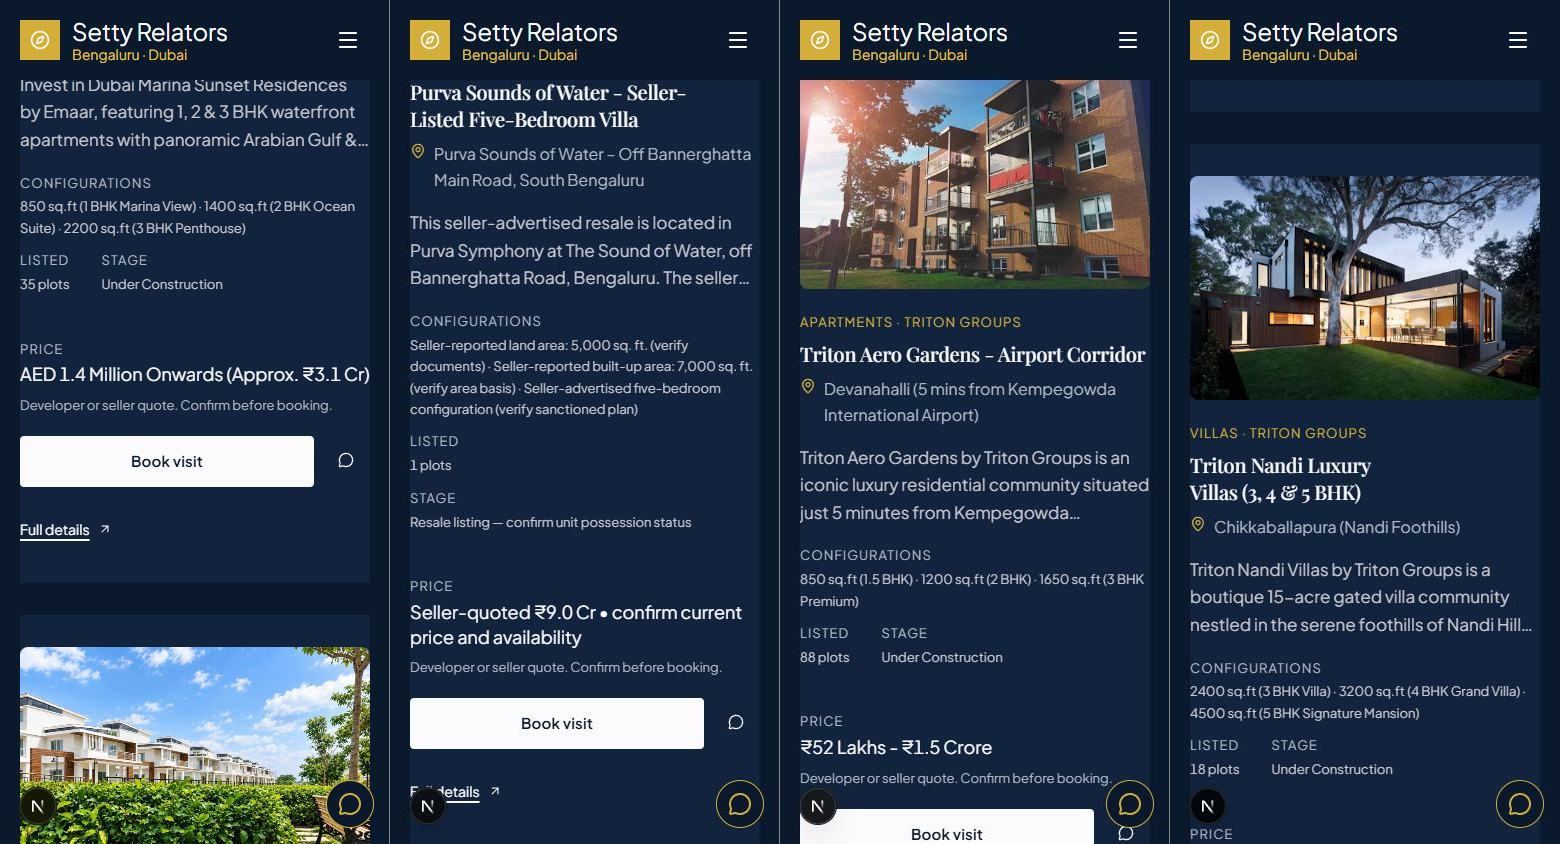 Setty Relators
Bengaluru · Dubai
Invest in Dubai Marina Sunset Residences
by Emaar, featuring 1, 2 & 3 BHK waterfront
apartments with panoramic Arabian Gulf &...
CONFIGURATIONS
850 sq.ft (1 BHK Marina View) · 1400 sq.ft (2 BHK Ocean
Suite) · 2200 sq.ft (3 BHK Penthouse)
LISTED STAGE
35 plots Under Construction
PRICE
AED 1.4 Million Onwards (Approx. ₹3.1 Cr)
Developer or seller quote. Confirm before booking.
Book visit
Full details
N
Setty Relators
Bengaluru · Dubai
Purva Sounds of Water – Seller-
Listed Five-Bedroom Villa
Purva Sounds of Water – Off Bannerghatta
Main Road, South Bengaluru
This seller-advertised resale is located in
Purva Symphony at The Sound of Water, off
Bannerghatta Road, Bengaluru. The seller...
CONFIGURATIONS
Seller-reported land area: 5,000 sq. ft. (verify
documents) · Seller-reported built-up area: 7,000 sq. ft.
(verify area basis) · Seller-advertised five-bedroom
configuration (verify sanctioned plan)
LISTED
1 plots
STAGE
Resale listing — confirm unit possession status
PRICE
Seller-quoted ₹9.0 Cr • confirm current
price and availability
Developer or seller quote. Confirm before booking.
Book visit
Full details
N
Setty Relators
Bengaluru · Dubai
APARTMENTS · TRITON GROUPS
Triton Aero Gardens – Airport Corridor
Devanahalli (5 mins from Kempegowda
International Airport)
Triton Aero Gardens by Triton Groups is an
iconic luxury residential community situated
just 5 minutes from Kempegowda...
CONFIGURATIONS
850 sq.ft (1.5 BHK) · 1200 sq.ft (2 BHK) · 1650 sq.ft (3 BHK
Premium)
LISTED STAGE
88 plots Under Construction
PRICE
₹52 Lakhs - ₹1.5 Crore
Developer or seller quote. Confirm before booking.
Book visit
N
Setty Relators
Bengaluru · Dubai
VILLAS · TRITON GROUPS
Triton Nandi Luxury
Villas (3, 4 & 5 BHK)
Chikkaballapura (Nandi Foothills)
Triton Nandi Villas by Triton Groups is a
boutique 15-acre gated villa community
nestled in the serene foothills of Nandi Hill...
CONFIGURATIONS
2400 sq.ft (3 BHK Villa) · 3200 sq.ft (4 BHK Grand Villa) ·
4500 sq.ft (5 BHK Signature Mansion)
LISTED STAGE
18 plots Under Construction
PRICE
N